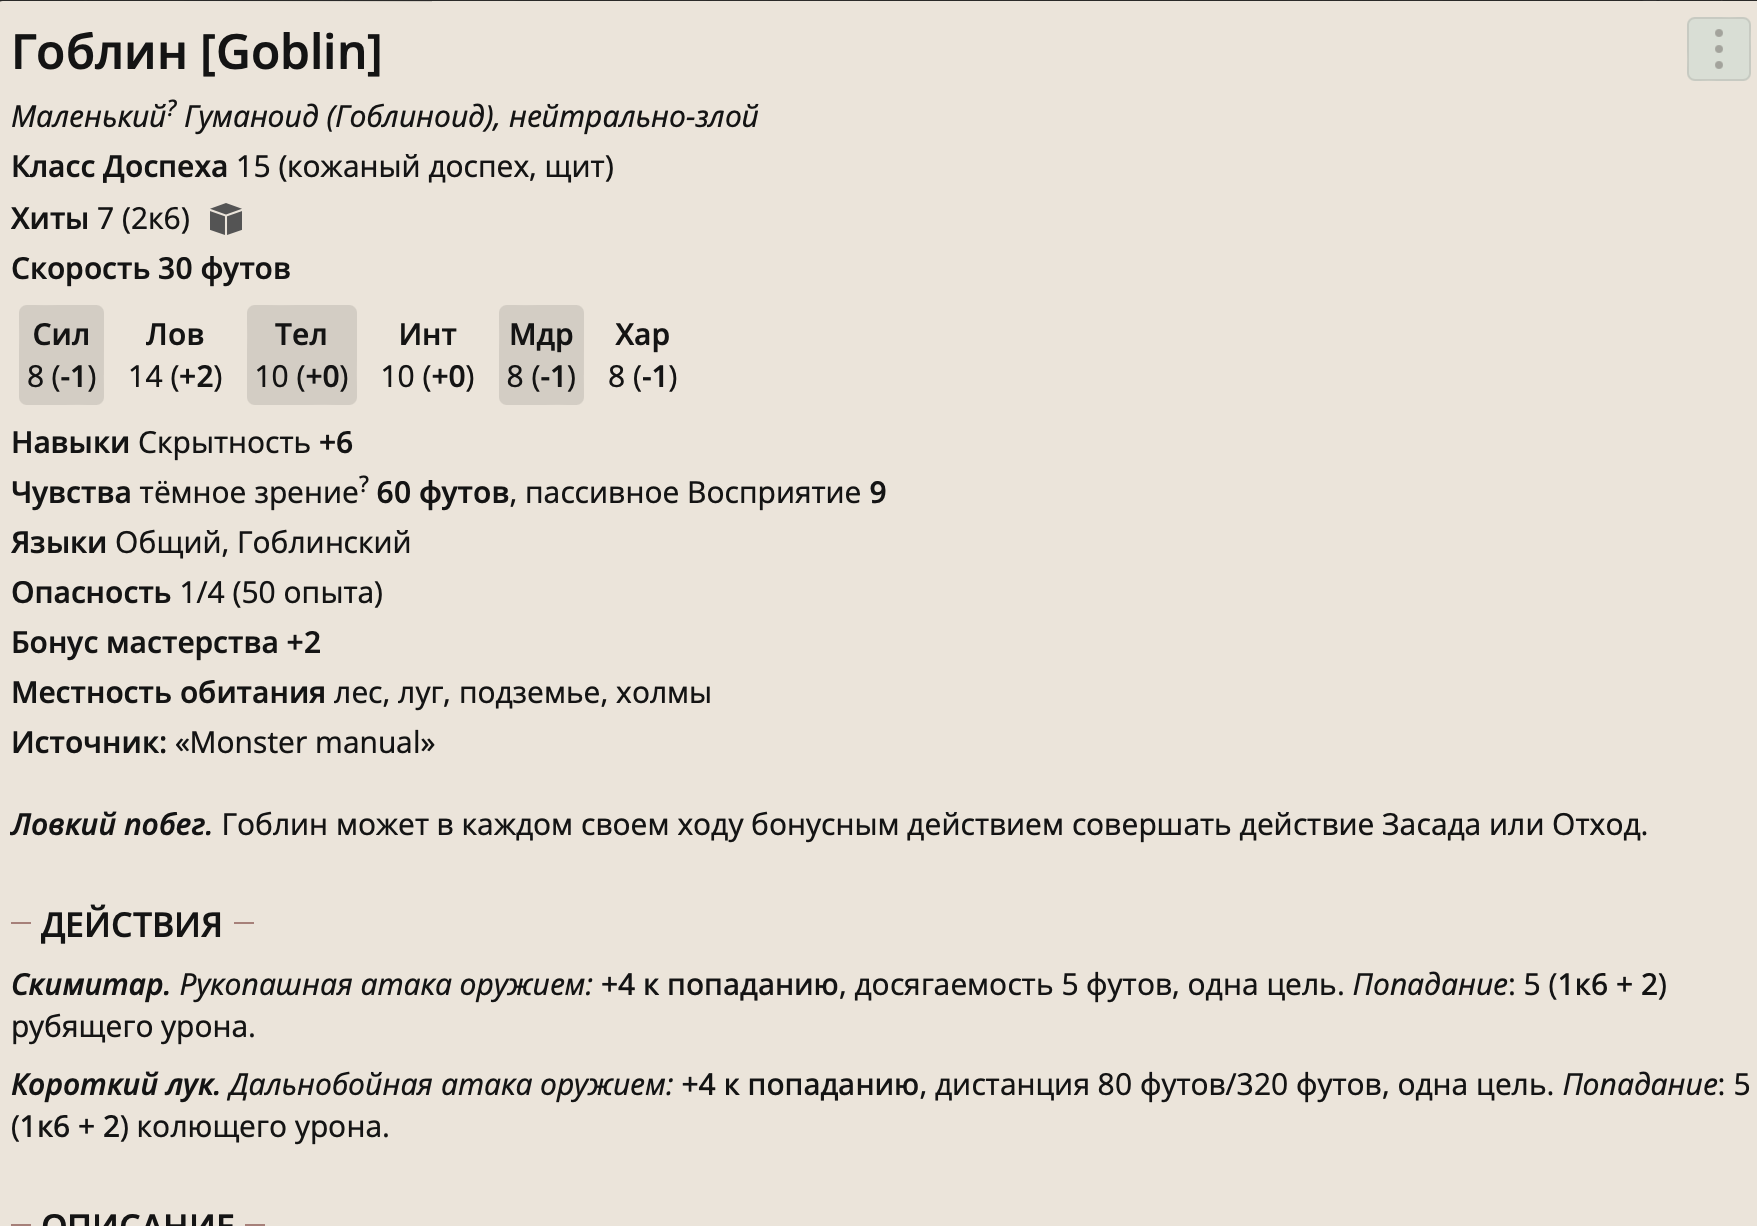 Гоблин [Goblin]
Маленький? Гуманоид (Гоблиноид), нейтрально-злой
Класс Доспеха 15 (кожаный доспех, щит)
Хиты 7 (2к6)
Скорость 30 футов
Сил Лов Тел Инт Мдр Хар
8 (-1) 14 (+2) 10 (+0) 10 (+0) 8 (-1) 8 (-1)
Навыки Скрытность +6
Чувства тёмное зрение? 60 футов, пассивное Восприятие 9
Языки Общий, Гоблинский
Опасность 1/4 (50 опыта)
Бонус мастерства +2
Местность обитания лес, луг, подземье, холмы
Источник: «Monster manual»
Ловкий побег. Гоблин может в каждом своем ходу бонусным действием совершать действие Засада или Отход.
ДЕЙСТВИЯ
Скимитар. Рукопашная атака оружием: +4 к попаданию, досягаемость 5 футов, одна цель. Попадание: 5 (1к6 + 2)
рубящего урона.
Короткий лук. Дальнобойная атака оружием: +4 к попаданию, дистанция 80 футов/320 футов, одна цель. Попадание: 5
(1к6 + 2) колющего урона.
ОПИСАНИЕ